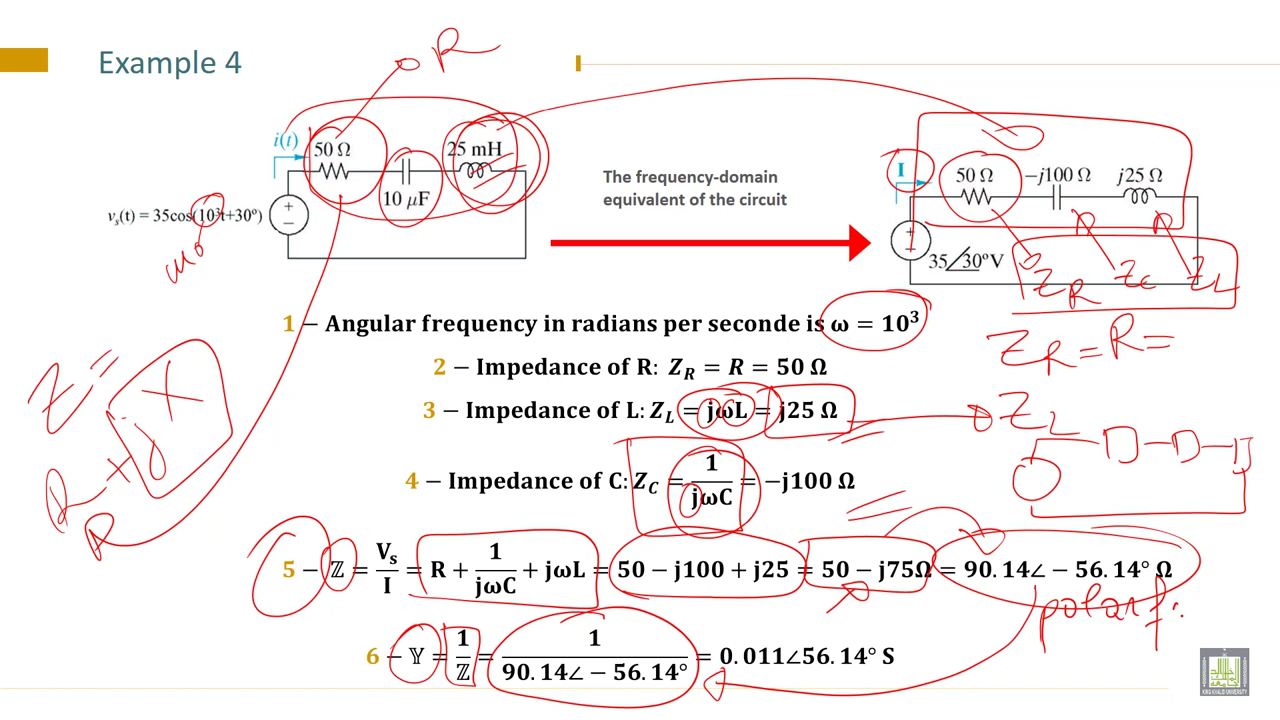 Example 4
R
i(t)
50 Ω
25 mH
10 μF
v_s(t) = 35cos(10³t+30°)
The frequency-domain
equivalent of the circuit
I
50 Ω
−j100 Ω
j25 Ω
35∠30°V
Z_R Z_C Z_L
1 − Angular frequency in radians per seconde is ω = 10³
Z_R = R =
2 − Impedance of R: Z_R = R = 50 Ω
3 − Impedance of L: Z_L = jωL = j25 Ω
Z_L
Z =
R + jX
4 − Impedance of C: Z_C = 1/jωC = −j100 Ω
R
5 − ℤ = V_s/I = R + 1/jωC + jωL = 50 − j100 + j25 = 50 − j75Ω = 90.14∠ − 56.14° Ω
polar f.
6 − 𝕐 = 1/ℤ = 1/90.14∠ − 56.14° = 0.011∠56.14° S
KING KHALID UNIVERSITY